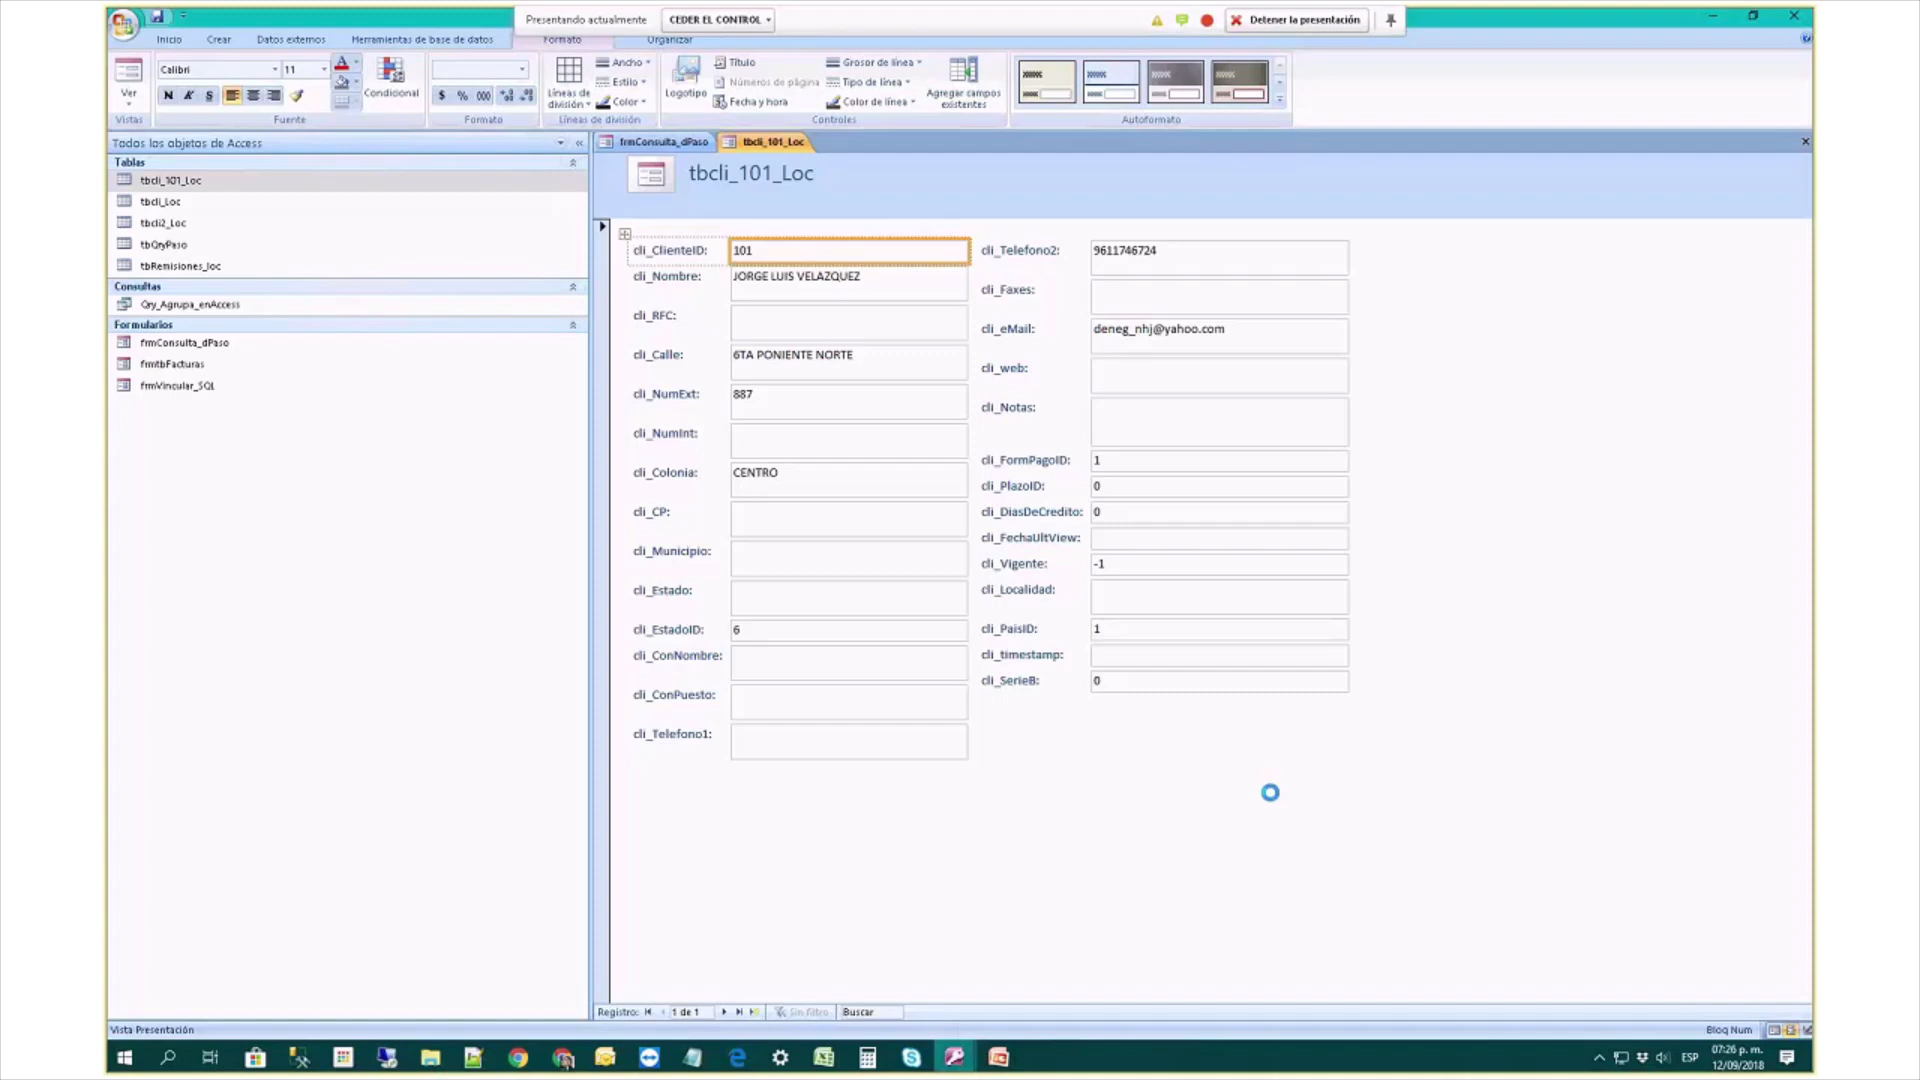 Presentando actualmente CEDER EL CONTROL Detener la presentación
Inicio Crear Datos externos Herramientas de base de datos Formato Organizar
Ver
Vistas
Calibri 11
N K S
Condicional
Fuente
$ % 000
Formato
Líneas de división
Ancho
Estilo
Color
Líneas de división
Logotipo
Título
Números de página
Fecha y hora
Grosor de línea
Tipo de línea
Color de línea
Agregar campos existentes
Controles
Autoformato
Todos los objetos de Access
Tablas
tbcli_101_Loc
tbcli_Loc
tbcli2_Loc
tbQryPaso
tbRemisiones_loc
Consultas
Qry_Agrupa_enAccess
Formularios
frmConsulta_dPaso
frmtbFacturas
frmVincular_SQL
frmConsulta_dPaso tbcli_101_Loc
tbcli_101_Loc
cli_ClienteID: 101
cli_Nombre: JORGE LUIS VELAZQUEZ
cli_RFC:
cli_Calle: 6TA PONIENTE NORTE
cli_NumExt: 887
cli_NumInt:
cli_Colonia: CENTRO
cli_CP:
cli_Municipio:
cli_Estado:
cli_EstadoID: 6
cli_ConNombre:
cli_ConPuesto:
cli_Telefono1:
cli_Telefono2: 9611746724
cli_Faxes:
cli_eMail: deneg_nhj@yahoo.com
cli_web:
cli_Notas:
cli_FormPagoID: 1
cli_PlazoID: 0
cli_DiasDeCredito: 0
cli_FechaUltView:
cli_Vigente: -1
cli_Localidad:
cli_PaisID: 1
cli_timestamp:
cli_SerieB: 0
Registro: 1 de 1 Sin filtro Buscar
Vista Presentación Bloq Num
ESP 07:26 p. m.
12/09/2018